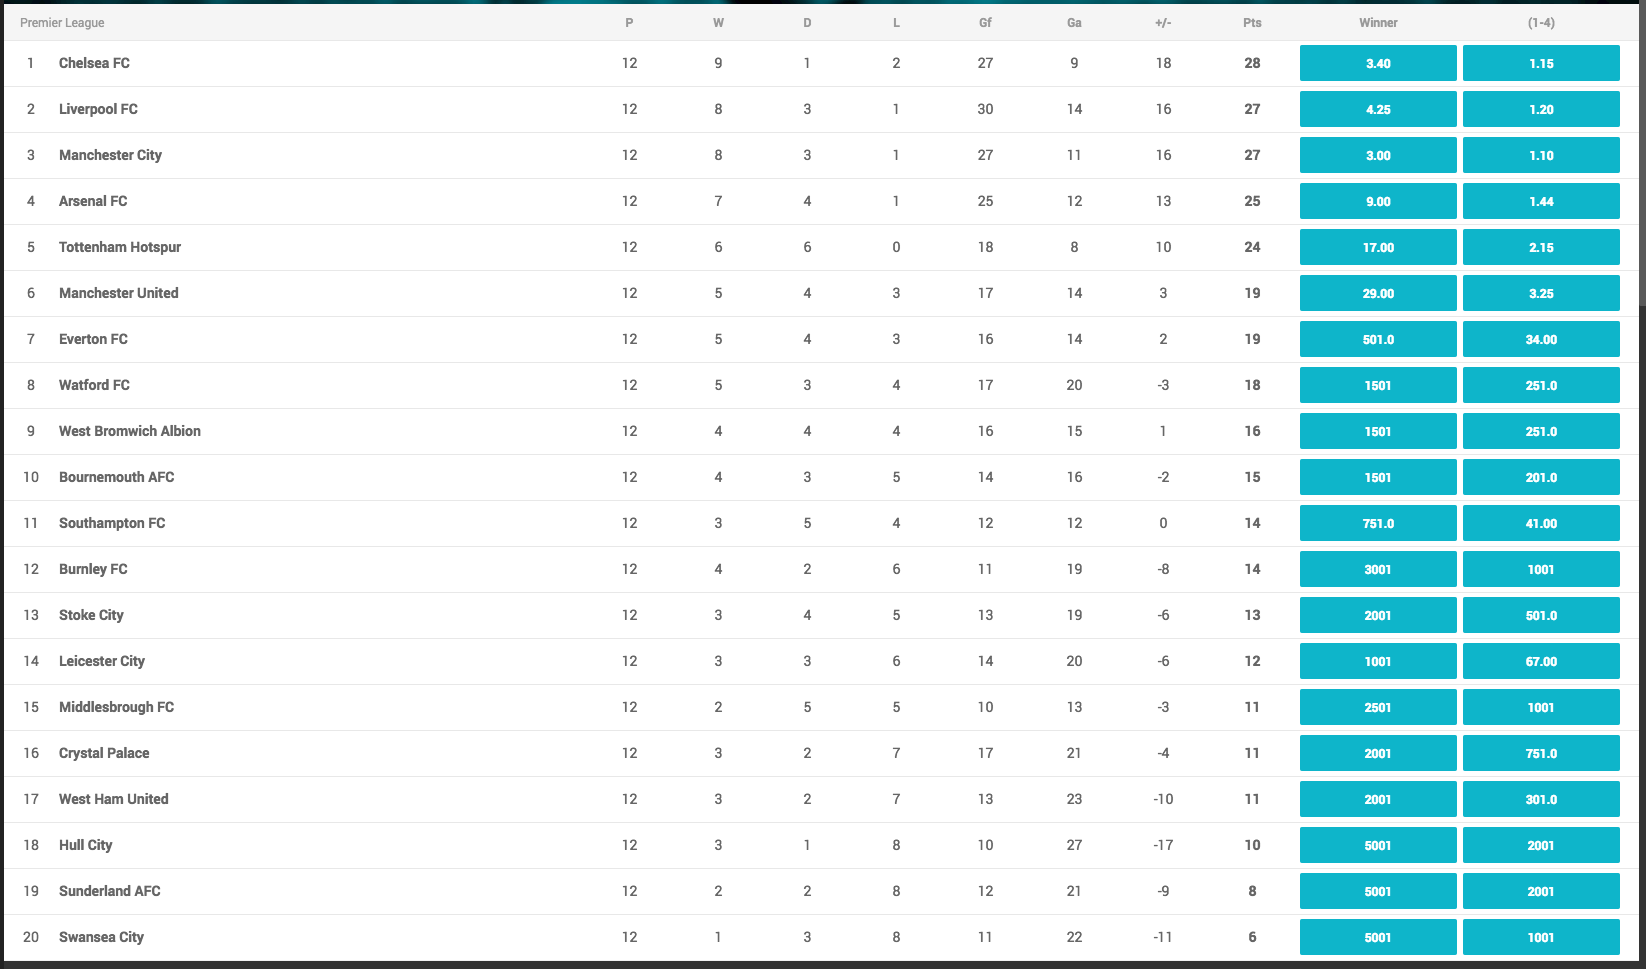 Premier League P W D L Gf Ga +/- Pts Winner (1-4)
1 Chelsea FC 12 9 1 2 27 9 18 28 3.40 1.15
2 Liverpool FC 12 8 3 1 30 14 16 27 4.25 1.20
3 Manchester City 12 8 3 1 27 11 16 27 3.00 1.10
4 Arsenal FC 12 7 4 1 25 12 13 25 9.00 1.44
5 Tottenham Hotspur 12 6 6 0 18 8 10 24 17.00 2.15
6 Manchester United 12 5 4 3 17 14 3 19 29.00 3.25
7 Everton FC 12 5 4 3 16 14 2 19 501.0 34.00
8 Watford FC 12 5 3 4 17 20 -3 18 1501 251.0
9 West Bromwich Albion 12 4 4 4 16 15 1 16 1501 251.0
10 Bournemouth AFC 12 4 3 5 14 16 -2 15 1501 201.0
11 Southampton FC 12 3 5 4 12 12 0 14 751.0 41.00
12 Burnley FC 12 4 2 6 11 19 -8 14 3001 1001
13 Stoke City 12 3 4 5 13 19 -6 13 2001 501.0
14 Leicester City 12 3 3 6 14 20 -6 12 1001 67.00
15 Middlesbrough FC 12 2 5 5 10 13 -3 11 2501 1001
16 Crystal Palace 12 3 2 7 17 21 -4 11 2001 751.0
17 West Ham United 12 3 2 7 13 23 -10 11 2001 301.0
18 Hull City 12 3 1 8 10 27 -17 10 5001 2001
19 Sunderland AFC 12 2 2 8 12 21 -9 8 5001 2001
20 Swansea City 12 1 3 8 11 22 -11 6 5001 1001